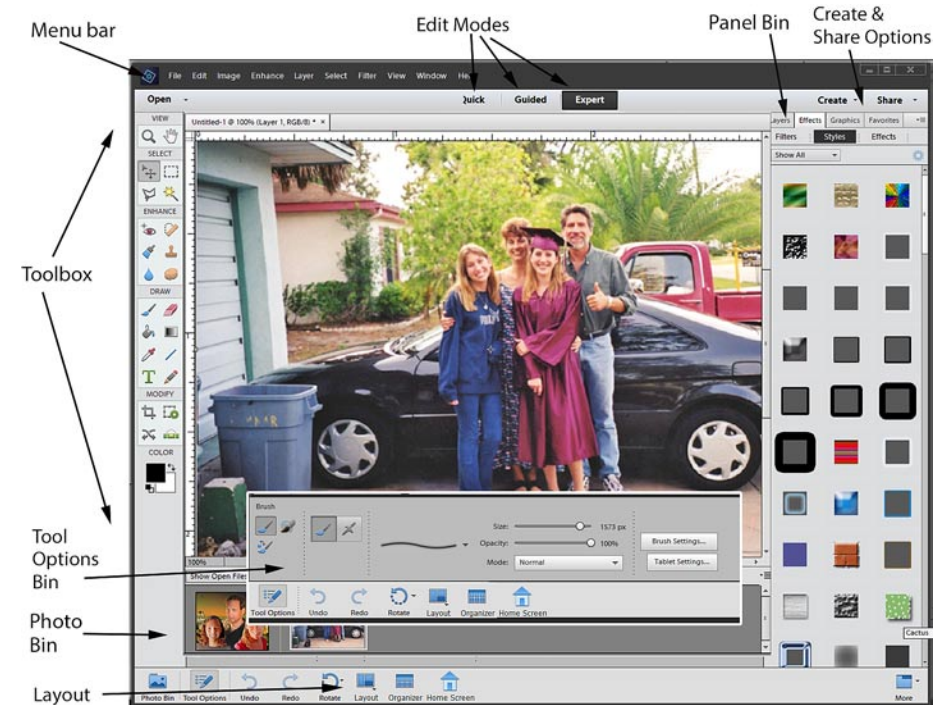 Menu bar
Edit Modes
Panel Bin
Create &
Share Options
File Edit Image Enhance Layer Select Filter View Window He
Open
Quick Guided Expert
Create Share
VIEW
Untitled-1 @ 100% (Layer 1, RGB/8) * ×
ayers Effects Graphics Favorites
Filters Styles Effects
Show All
SELECT
ENHANCE
Toolbox
DRAW
MODIFY
COLOR
Tool
Options
Bin
Brush
Size: 1573 px
Opacity: 100%
Mode: Normal
Brush Settings...
Tablet Settings...
100%
Show Open Files
Tool Options Undo Redo Rotate Layout Organizer Home Screen
Photo
Bin
Cactus
Layout
Photo Bin Tool Options Undo Redo Rotate Layout Organizer Home Screen
More